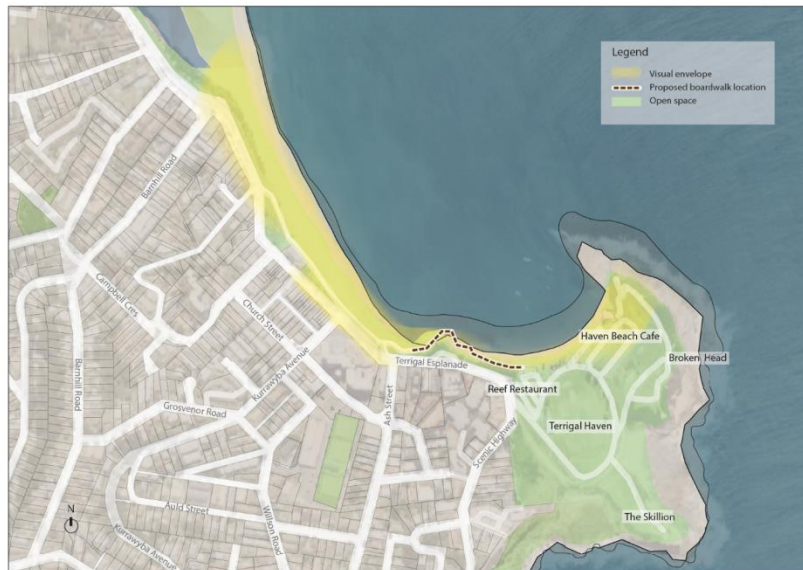 Legend
Visual envelope
Proposed boardwalk location
Open space
Barnhill Road
Campbell Cres
Church Street
Kurrawyba Avenue
Terrigal Esplanade
Haven Beach Cafe
Broken Head
Reef Restaurant
Barnhill Road
Grosvenor Road
Ash Street
Scenic Highway
Terrigal Haven
Auld Street
Willson Road
The Skillion
N
Kurrawyba Avenue